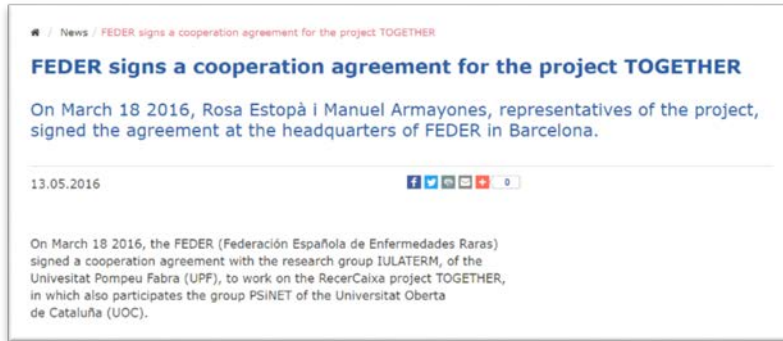 / News / FEDER signs a cooperation agreement for the project TOGETHER
FEDER signs a cooperation agreement for the project TOGETHER
On March 18 2016, Rosa Estopà i Manuel Armayones, representatives of the project,
signed the agreement at the headquarters of FEDER in Barcelona.
13.05.2016
0
On March 18 2016, the FEDER (Federación Española de Enfermedades Raras)
signed a cooperation agreement with the research group IULATERM, of the
Univesitat Pompeu Fabra (UPF), to work on the RecerCaixa project TOGETHER,
in which also participates the group PSiNET of the Universitat Oberta
de Cataluña (UOC).